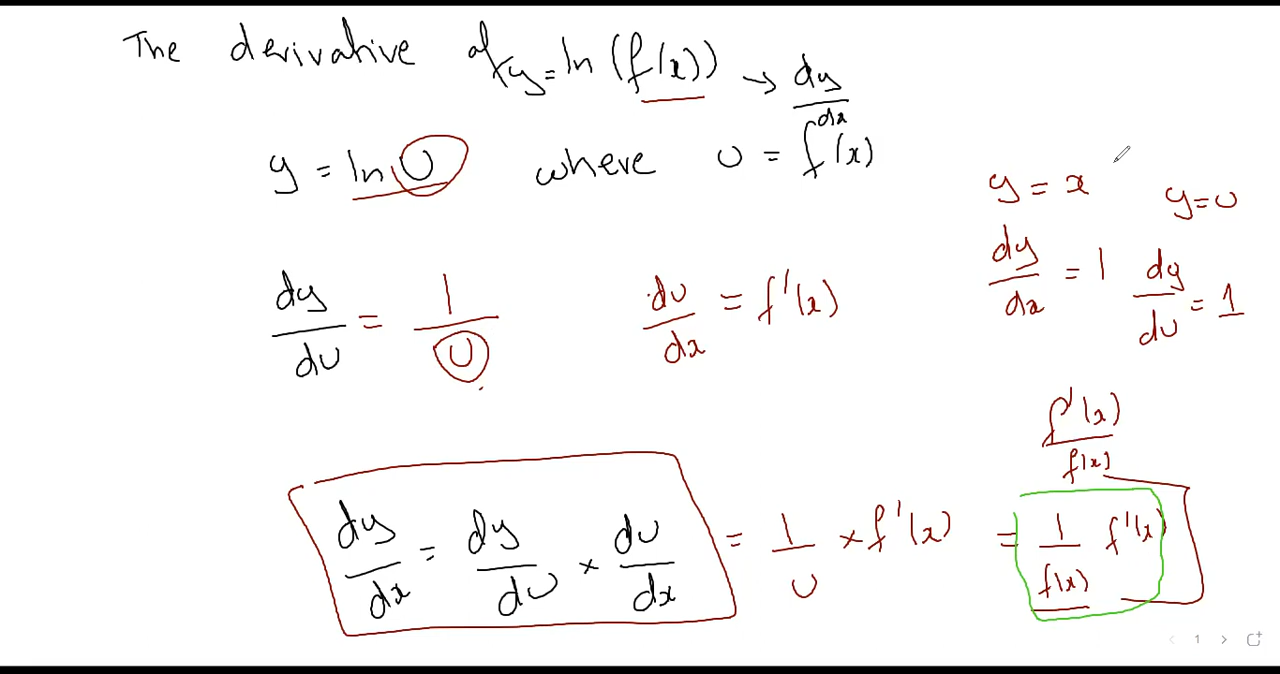 The derivative of y = ln (f(x)) → dy/dx
y = ln U where U = f(x)
y = x
y = U
dy/dU = 1/U
dU/dx = f'(x)
dy/dx = 1
dy/dU = 1
f'(x)/f(x)
dy/dx = dy/dU × dU/dx = 1/U × f'(x) = 1/f(x) f'(x)
1